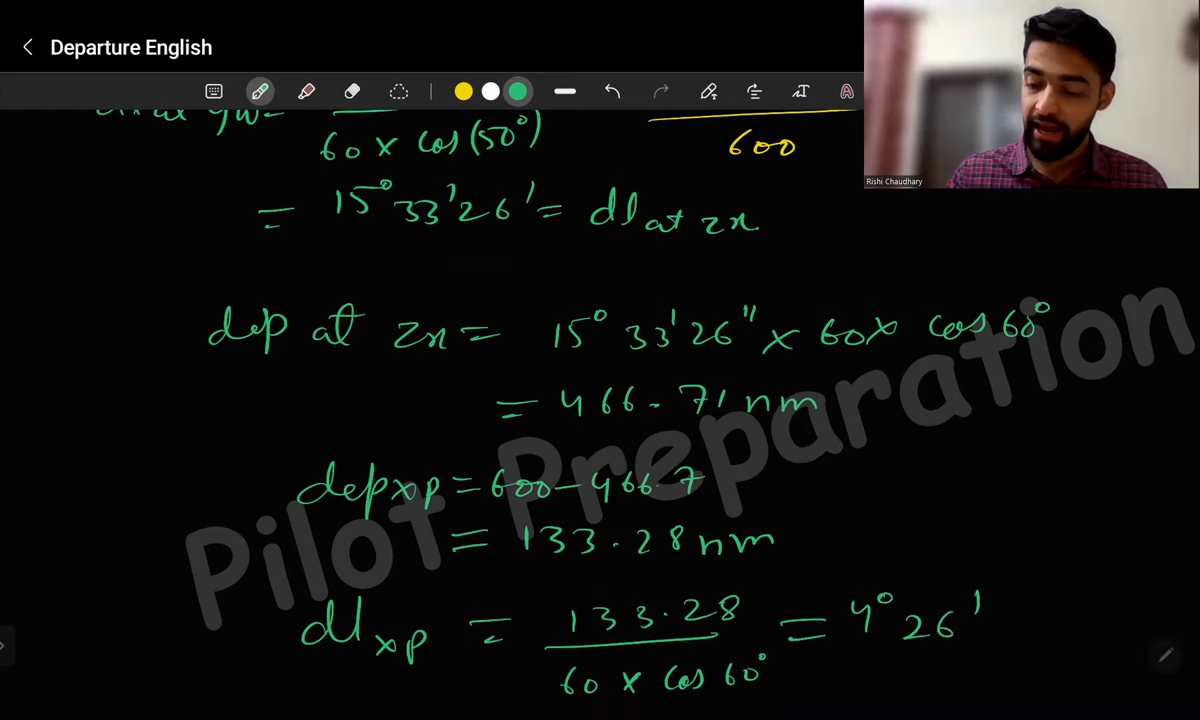 Departure English
60 x cos (50°)
600
Rishi Chaudhary
= 15° 33' 26' = dl at zx
dep at zx = 15° 33' 26" x 60 x cos 60°
= 466.71 nm
dep xp = 600 - 466.7
= 133.28 nm
dl xp = 133.28 / 60 x cos 60° = 4° 26'
Pilot Preparation